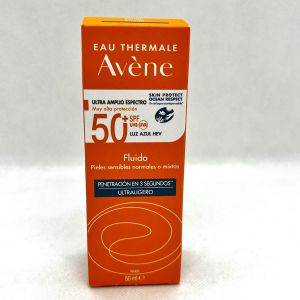 EAU THERMALE
Avène
ULTRA AMPLIO ESPECTRO
Muy alta protección
SKIN PROTECT
OCEAN RESPECT
50+
SPF
UVB-UVA
LUZ AZUL HEV
Fluido
Pieles sensibles normales o mixtas
PENETRACIÓN EN 3 SEGUNDOS
ULTRALIGERO
50 ml e